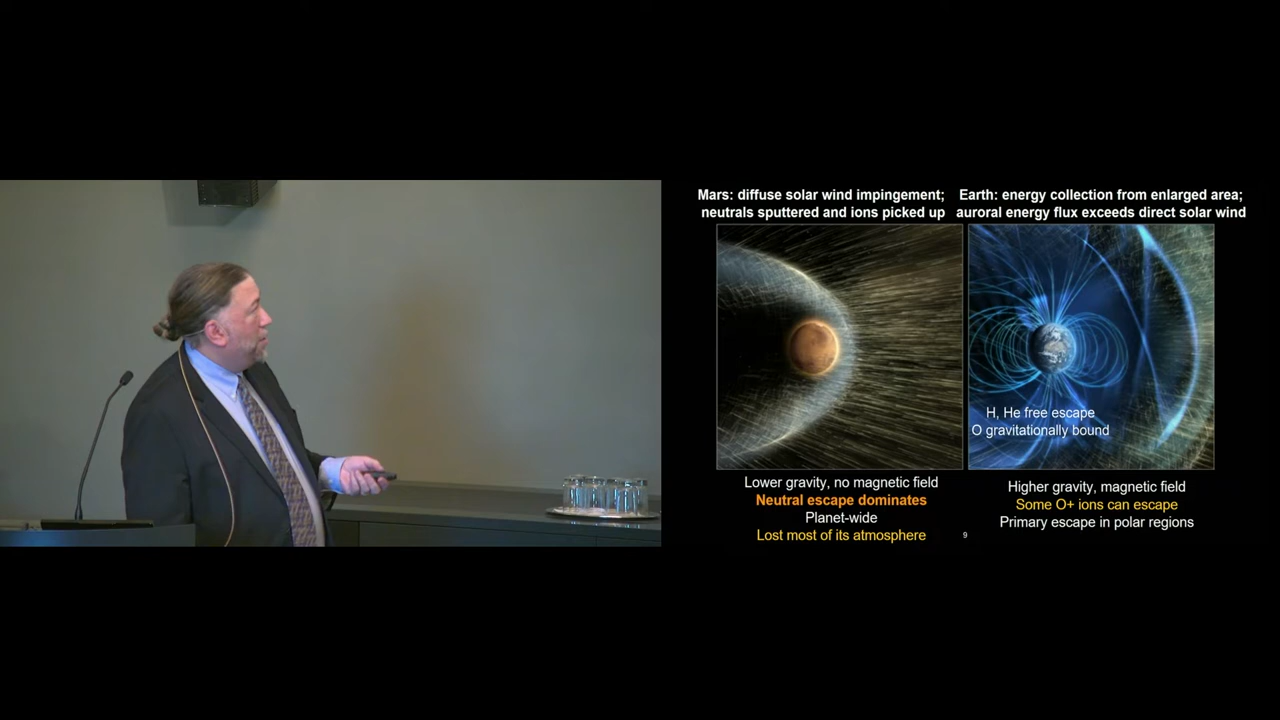 Mars: diffuse solar wind impingement;
neutrals sputtered and ions picked up
Earth: energy collection from enlarged area;
auroral energy flux exceeds direct solar wind
H, He free escape
O gravitationally bound
Lower gravity, no magnetic field
Neutral escape dominates
Planet-wide
Lost most of its atmosphere
Higher gravity, magnetic field
Some O+ ions can escape
Primary escape in polar regions
9